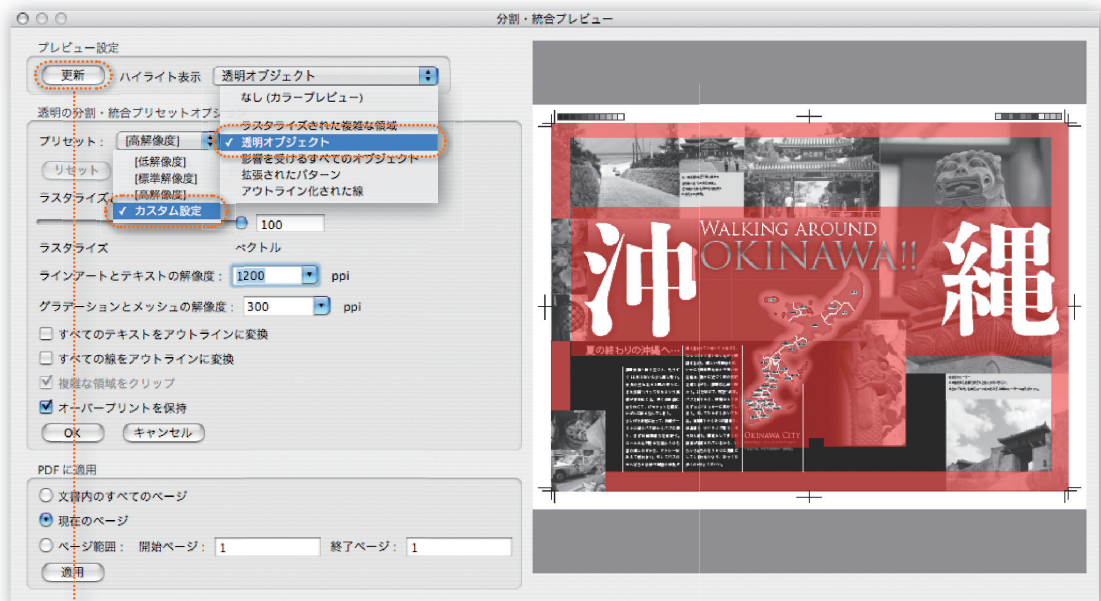 分割・統合プレビュー
プレビュー設定
更新
ハイライト表示
透明オブジェクト
なし (カラープレビュー)
ラスタライズされた複雑な領域
✓ 透明オブジェクト
影響を受けるすべてのオブジェクト
拡張されたパターン
アウトライン化された線
透明の分割・統合プリセットオプシ
プリセット：
[高解像度]
[低解像度]
[標準解像度]
[高解像度]
✓ カスタム設定
リセット
ラスタライズ
100
ラスタライズ
ベクトル
ラインアートとテキストの解像度： 1200 ppi
グラデーションとメッシュの解像度： 300 ppi
すべてのテキストをアウトラインに変換
すべての線をアウトラインに変換
複雑な領域をクリップ
オーバープリントを保持
OK
キャンセル
PDF に適用
文書内のすべてのページ
現在のページ
ページ範囲： 開始ページ： 1 終了ページ： 1
適用
WALKING AROUND
OKINAWA!!
沖 縄
夏の終わりの沖縄へ…
OKINAWA CITY